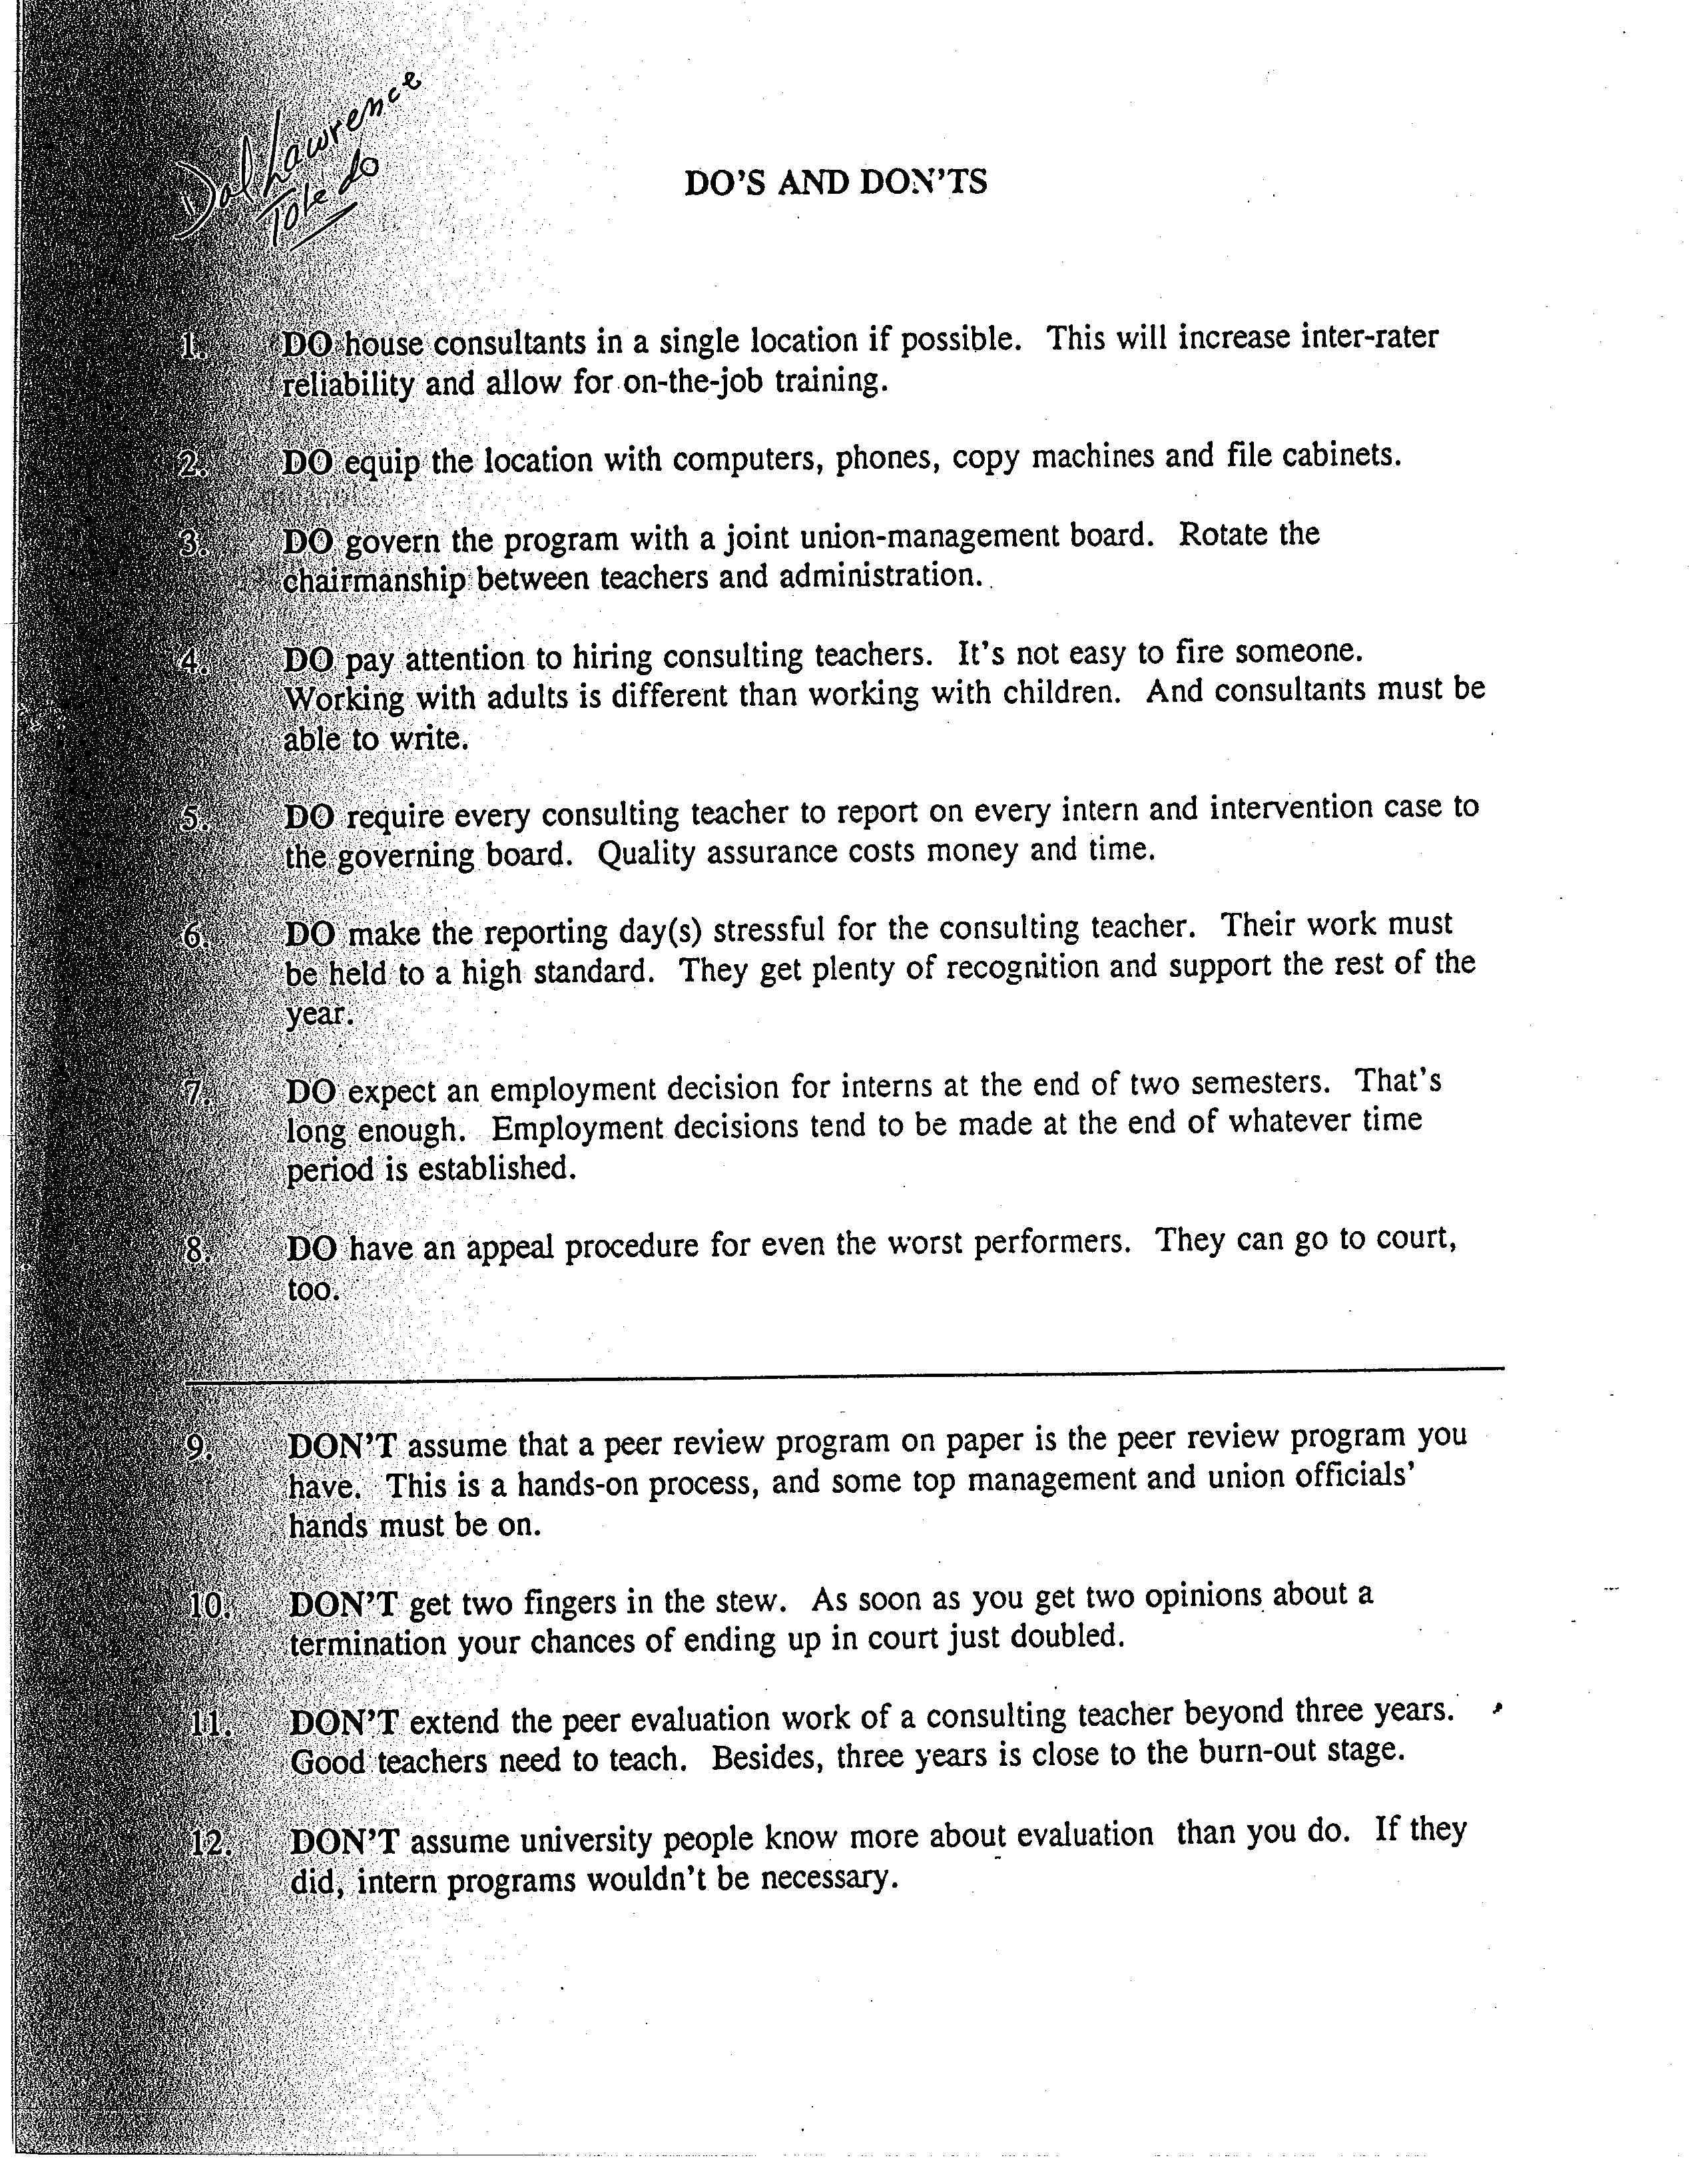 Dal Lawrence
Toledo
DO'S AND DON'TS
1. DO house consultants in a single location if possible. This will increase inter-rater
reliability and allow for on-the-job training.
2. DO equip the location with computers, phones, copy machines and file cabinets.
3. DO govern the program with a joint union-management board. Rotate the
chairmanship between teachers and administration.
4. DO pay attention to hiring consulting teachers. It's not easy to fire someone.
Working with adults is different than working with children. And consultants must be
able to write.
5. DO require every consulting teacher to report on every intern and intervention case to
the governing board. Quality assurance costs money and time.
6. DO make the reporting day(s) stressful for the consulting teacher. Their work must
be held to a high standard. They get plenty of recognition and support the rest of the
year.
7. DO expect an employment decision for interns at the end of two semesters. That's
long enough. Employment decisions tend to be made at the end of whatever time
period is established.
8. DO have an appeal procedure for even the worst performers. They can go to court,
too.
9. DON'T assume that a peer review program on paper is the peer review program you
have. This is a hands-on process, and some top management and union officials'
hands must be on.
10. DON'T get two fingers in the stew. As soon as you get two opinions about a
termination your chances of ending up in court just doubled.
11. DON'T extend the peer evaluation work of a consulting teacher beyond three years.
Good teachers need to teach. Besides, three years is close to the burn-out stage.
12. DON'T assume university people know more about evaluation than you do. If they
did, intern programs wouldn't be necessary.